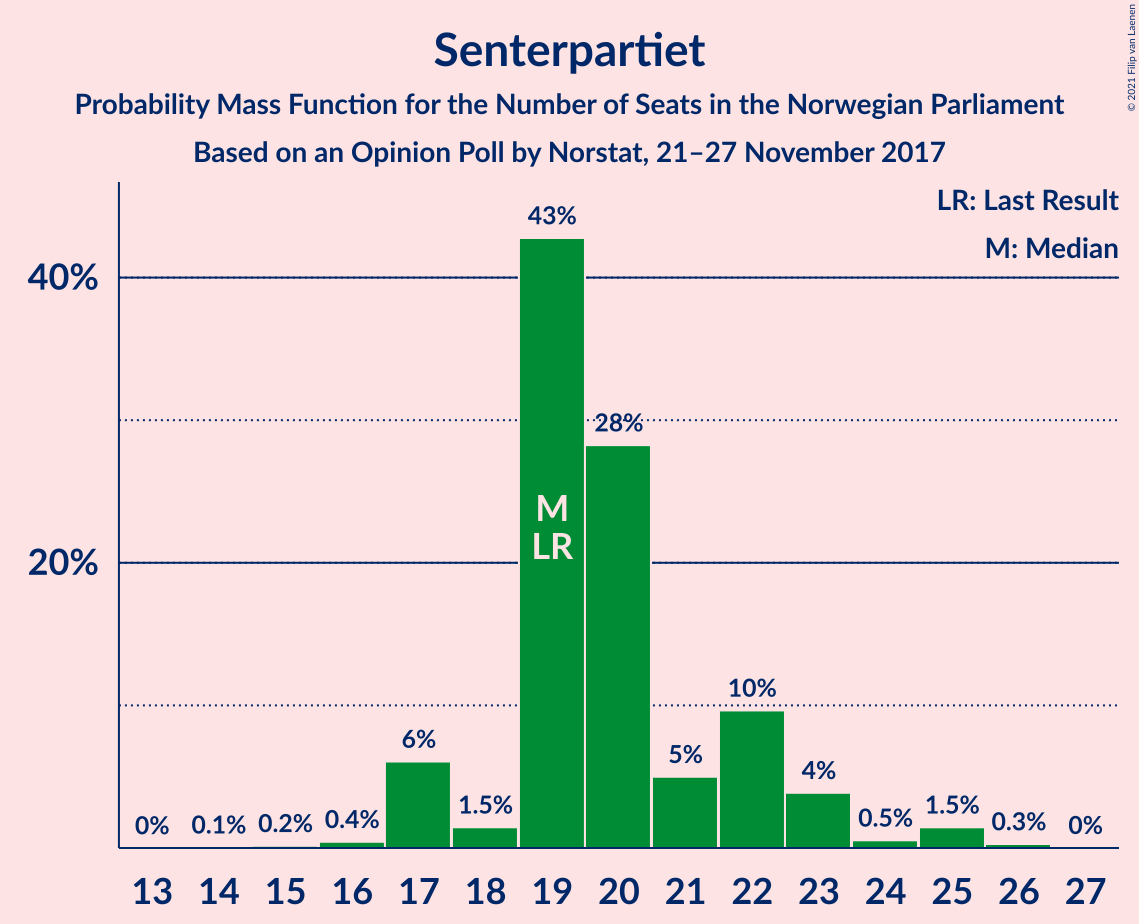 Senterpartiet
Probability Mass Function for the Number of Seats in the Norwegian Parliament
Based on an Opinion Poll by Norstat, 21–27 November 2017
© 2021 Filip van Laenen
LR: Last Result
M: Median
40%
20%
0%
0.1%
0.2%
0.4%
6%
1.5%
43%
28%
5%
10%
4%
0.5%
1.5%
0.3%
0%
M
LR
13 14 15 16 17 18 19 20 21 22 23 24 25 26 27